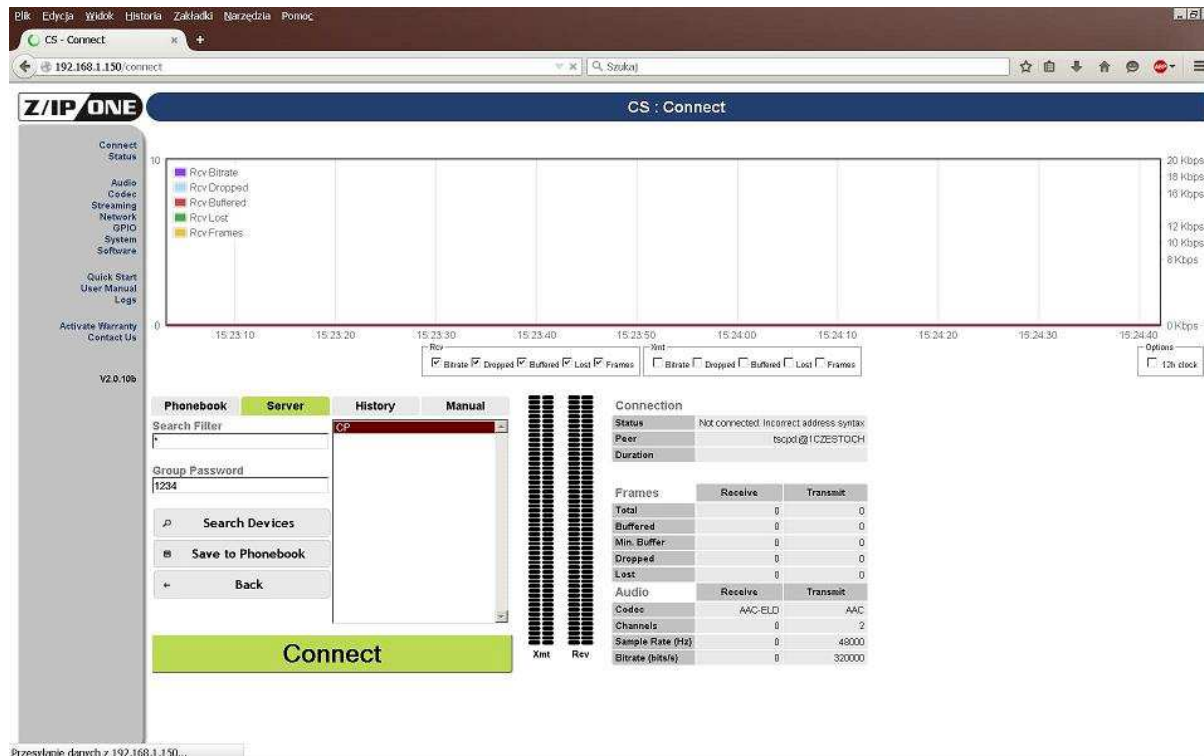 Plik Edycja Widok Historia Zakładki Narzędzia Pomoc
CS - Connect × +
192.168.1.150/connect
Szukaj
ABP
Z/IP ONE
CS : Connect
Connect
Status
Audio
Codec
Streaming
Network
GPIO
System
Software
Quick Start
User Manual
Logs
Activate Warranty
Contact Us
V2.0.10b
10
0
Rcv Bitrate
Rcv Dropped
Rcv Buffered
Rcv Lost
Rcv Frames
20 Kbps
18 Kbps
16 Kbps
12 Kbps
10 Kbps
8 Kbps
0 Kbps
15:23:10 15:23:20 15:23:30 15:23:40 15:23:50 15:24:00 15:24:10 15:24:20 15:24:30 15:24:40
Rcv
Bitrate Dropped Buffered Lost Frames
Xmt
Bitrate Dropped Buffered Lost Frames
Options
12h clock
Phonebook Server History Manual
Search Filter
*
Group Password
1234
Search Devices
Save to Phonebook
Back
CP
Connect
Xmt Rcv
Connection
Status Not connected: Incorrect address syntax
Peer tscpd:@1CZESTOCH
Duration
Frames Receive Transmit
Total 0 0
Buffered 0 0
Min. Buffer 0 0
Dropped 0 0
Lost 0 0
Audio Receive Transmit
Codec AAC-ELD AAC
Channels 0 2
Sample Rate (Hz) 0 48000
Bitrate (bits/s) 0 320000
Przesyłanie danych z 192.168.1.150...